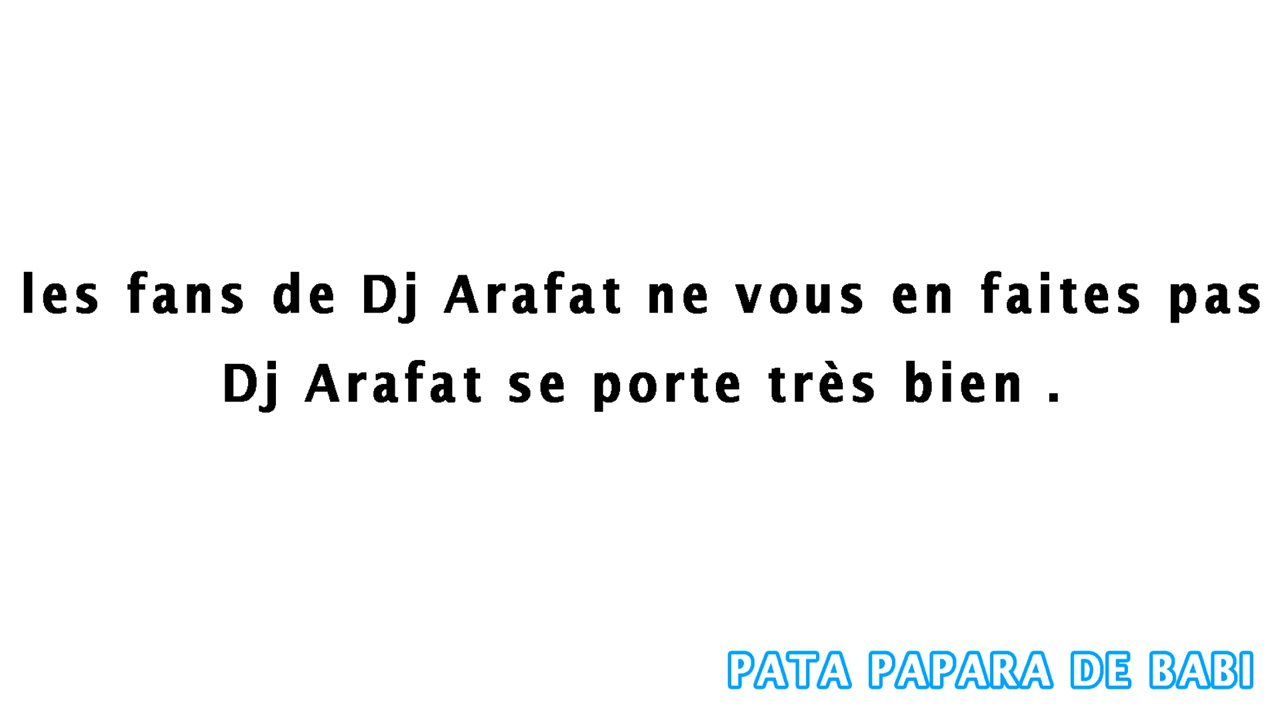 les fans de Dj Arafat ne vous en faites pas
Dj Arafat se porte très bien .
PATA PAPARA DE BABI